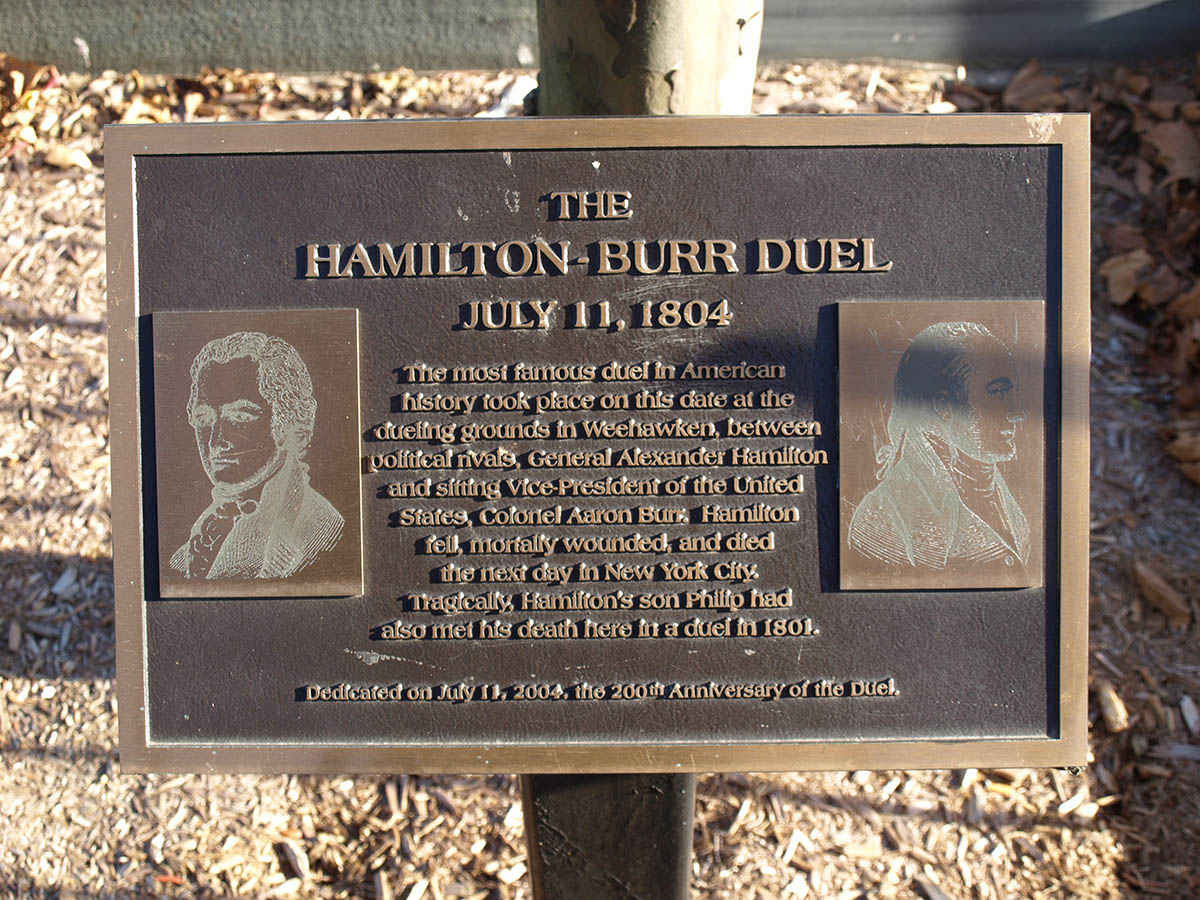 THE
HAMILTON-BURR DUEL
JULY 11, 1804
The most famous duel in American
history took place on this date at the
dueling grounds in Weehawken, between
political rivals, General Alexander Hamilton
and sitting Vice-President of the United
States, Colonel Aaron Burr. Hamilton
fell, mortally wounded, and died
the next day in New York City.
Tragically, Hamilton's son Philip had
also met his death here in a duel in 1801.
Dedicated on July 11, 2004, the 200th Anniversary of the Duel.